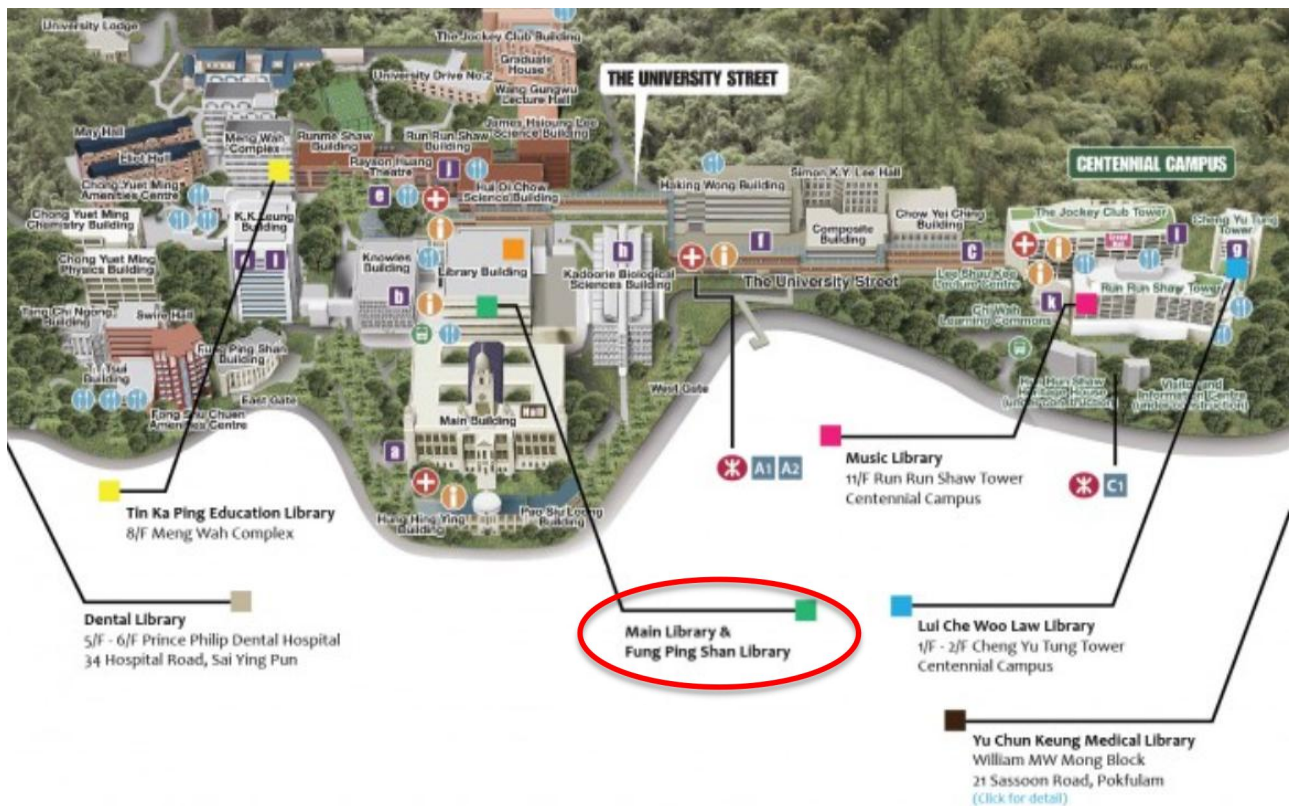 University Lodge
The Jockey Club Building
Graduate
House
University Drive No.2
Wang Gungwu
Lecture Hall
THE UNIVERSITY STREET
James Hsioung Lee
Science Building
May Hall
Eliot Hall
Meng Wah
Complex
Runme Shaw
Building
Run Run Shaw
Building
Rayson Huang
Theatre
j
e
Hui Oi Chow
Science Building
Haking Wong Building
Simon K.Y. Lee Hall
CENTENNIAL CAMPUS
Chong Yuet Ming
Amenities Centre
Chong Yuet Ming
Chemistry Building
K.K. Leung
Building
Chong Yuet Ming
Physics Building
Knowles
Building
b
Library Building
h
Kadoorie Biological
Sciences Building
f
Composite
Building
Chow Yei Ching
Building
c
The University Street
The Jockey Club Tower
Cheng Yu Tung
Tower
g
Lee Shau Kee
Lecture Centre
Run Run Shaw Tower
k
Chi Wah
Learning Commons
Tang Chi Ngong
Building
Swire Hall
Fung Ping Shan
Building
T.T. Tsui
Building
Fong Shu Chuen
Amenities Centre
East Gate
West Gate
Main Building
a
Hung Hing Ying
Building
Pao Siu Loong
Building
Visitor and
Information Centre
(under construction)
A1 A2
C1
Music Library
11/F Run Run Shaw Tower
Centennial Campus
Tin Ka Ping Education Library
8/F Meng Wah Complex
Dental Library
5/F - 6/F Prince Philip Dental Hospital
34 Hospital Road, Sai Ying Pun
Main Library &
Fung Ping Shan Library
Lui Che Woo Law Library
1/F - 2/F Cheng Yu Tung Tower
Centennial Campus
Yu Chun Keung Medical Library
William MW Mong Block
21 Sassoon Road, Pokfulam
(Click for detail)